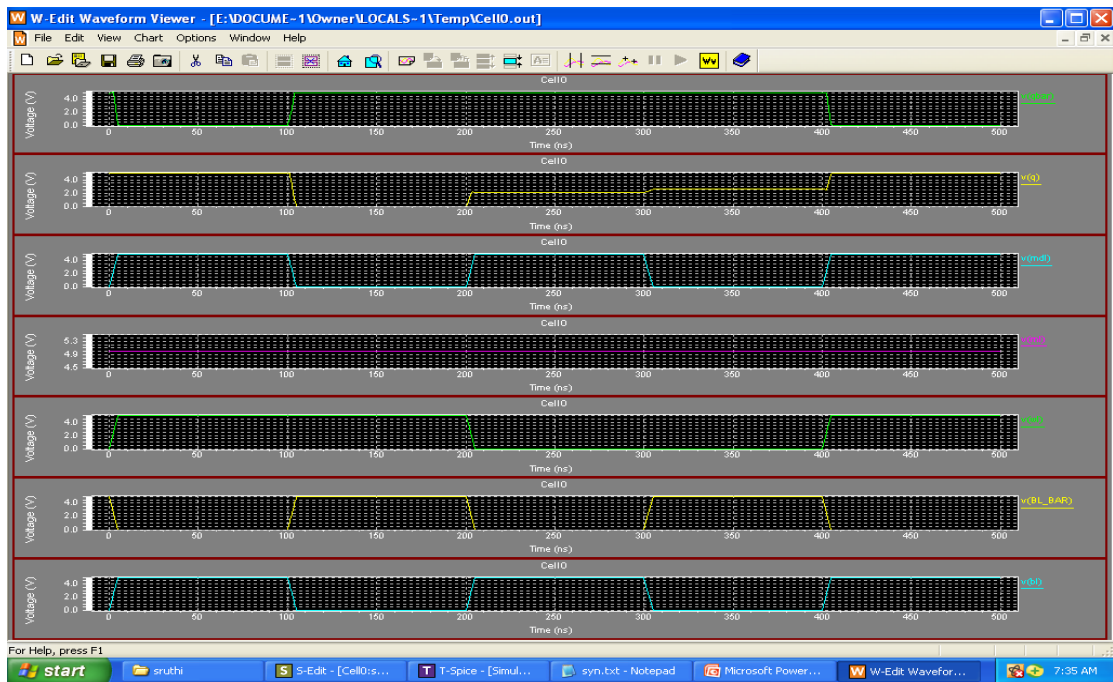 W-Edit Waveform Viewer - [E:\DOCUME~1\Owner\LOCALS~1\Temp\Cell0.out]
File Edit View Chart Options Window Help
Cell0
Voltage (V)
4.0
2.0
0.0
0 50 100 150 200 250 300 350 400 450 500
Time (ns)
v(qbar)
Cell0
Voltage (V)
4.0
2.0
0.0
0 50 100 150 200 250 300 350 400 450 500
Time (ns)
v(q)
Cell0
Voltage (V)
4.0
2.0
0.0
0 50 100 150 200 250 300 350 400 450 500
Time (ns)
v(mdl)
Cell0
Voltage (V)
5.3
4.9
4.5
0 50 100 150 200 250 300 350 400 450 500
Time (ns)
v(ml)
Cell0
Voltage (V)
4.0
2.0
0.0
0 50 100 150 200 250 300 350 400 450 500
Time (ns)
Cell0
Voltage (V)
4.0
2.0
0.0
0 50 100 150 200 250 300 350 400 450 500
Time (ns)
v(BL_BAR)
Cell0
Voltage (V)
4.0
2.0
0.0
0 50 100 150 200 250 300 350 400 450 500
Time (ns)
v(bl)
For Help, press F1
start sruthi S-Edit - [Cell0:s... T-Spice - [Simul... syn.txt - Notepad Microsoft Power... W-Edit Wavefor... 7:35 AM